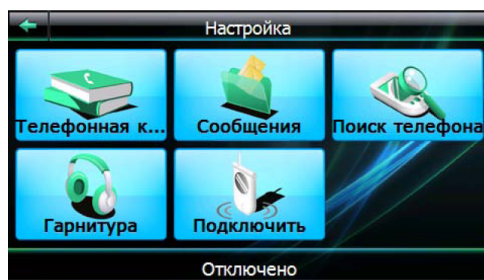 Настройка
Телефонная к...
Сообщения
Поиск телефона
Гарнитура
Подключить
Отключено